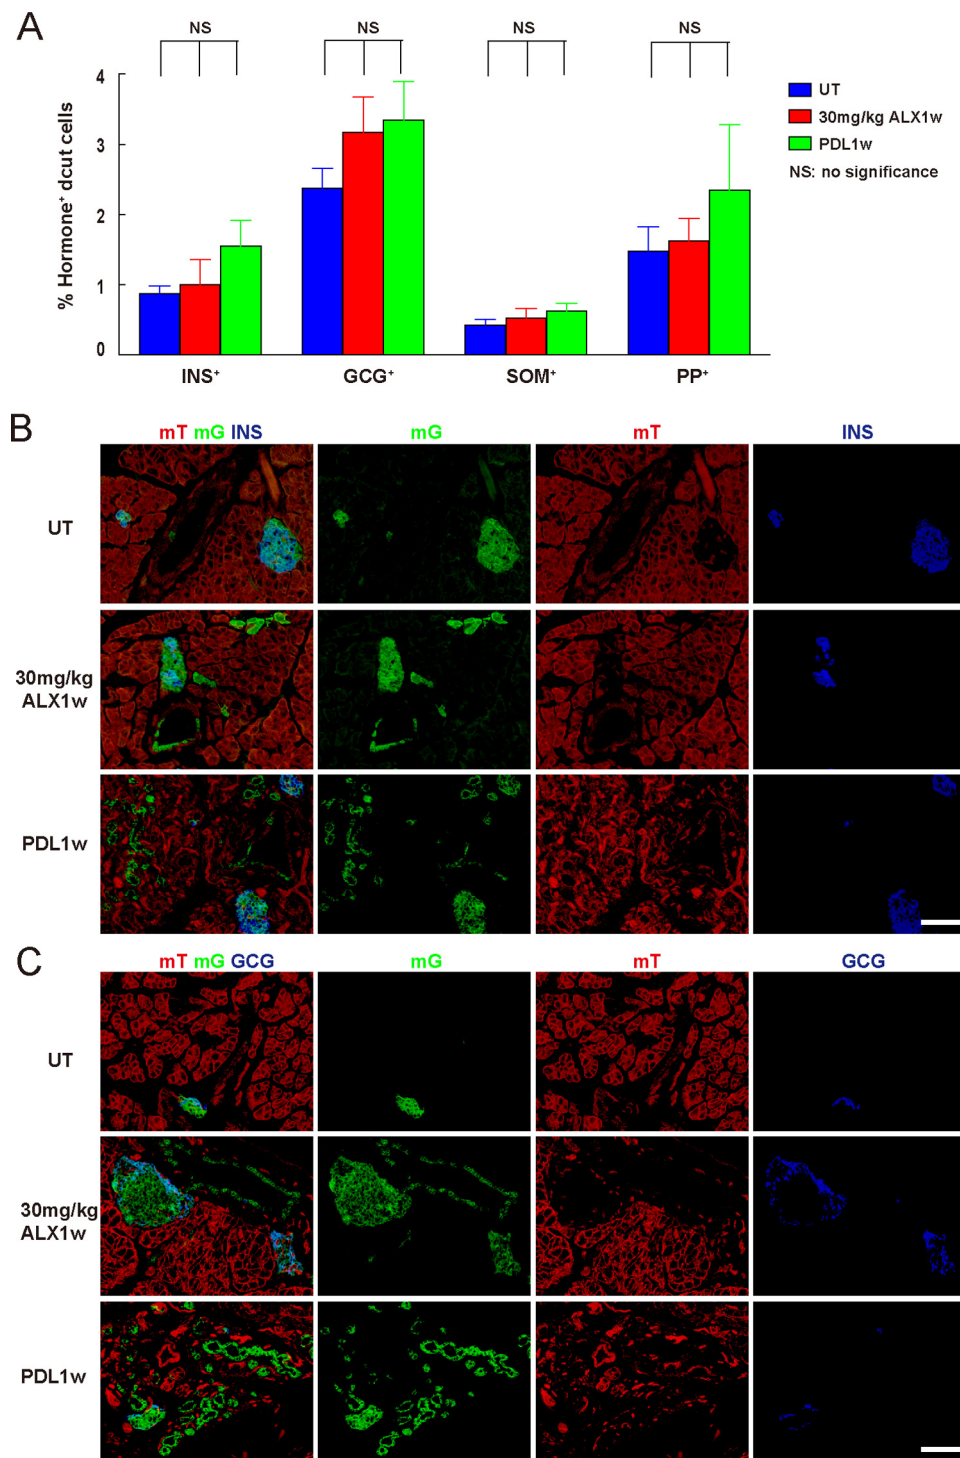 A
NS NS NS NS
4
3
2
1
0
% Hormone⁺ dcut cells
INS⁺ GCG⁺ SOM⁺ PP⁺
UT
30mg/kg ALX1w
PDL1w
NS: no significance
B
mT mG INS mG mT INS
UT
30mg/kg
ALX1w
PDL1w
C
mT mG GCG mG mT GCG
UT
30mg/kg
ALX1w
PDL1w